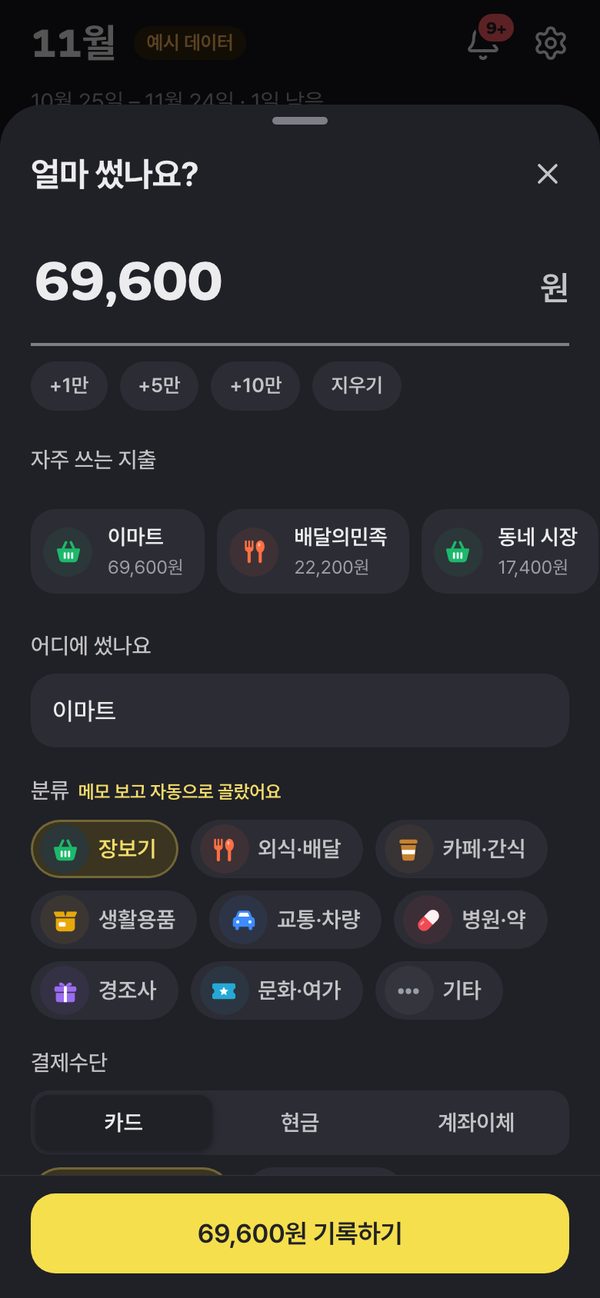 11월 예시 데이터 9+
10월 25일 – 11월 24일 · 1일 남음
얼마 썼나요?
69,600 원
+1만 +5만 +10만 지우기
자주 쓰는 지출
이마트 배달의민족 동네 시장
69,600원 22,200원 17,400원
어디에 썼나요
이마트
분류 메모 보고 자동으로 골랐어요
장보기 외식·배달 카페·간식
생활용품 교통·차량 병원·약
경조사 문화·여가 기타
결제수단
카드 현금 계좌이체
69,600원 기록하기